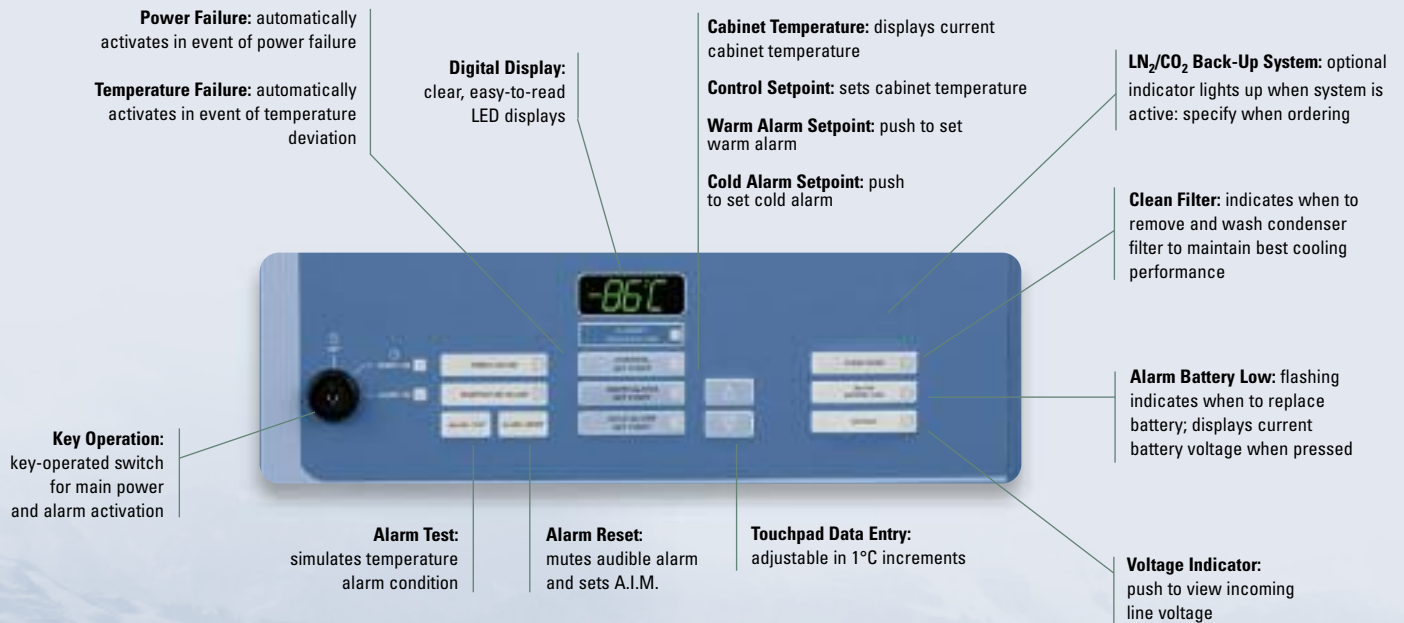 Power Failure: automatically
activates in event of power failure
Temperature Failure: automatically
activates in event of temperature
deviation
Digital Display:
clear, easy-to-read
LED displays
Cabinet Temperature: displays current
cabinet temperature
Control Setpoint: sets cabinet temperature
Warm Alarm Setpoint: push to set
warm alarm
Cold Alarm Setpoint: push
to set cold alarm
LN₂/CO₂ Back-Up System: optional
indicator lights up when system is
active: specify when ordering
Clean Filter: indicates when to
remove and wash condenser
filter to maintain best cooling
performance
-86°C
Alarm Battery Low: flashing
indicates when to replace
battery; displays current
battery voltage when pressed
Key Operation:
key-operated switch
for main power
and alarm activation
Alarm Test:
simulates temperature
alarm condition
Alarm Reset:
mutes audible alarm
and sets A.I.M.
Touchpad Data Entry:
adjustable in 1°C increments
Voltage Indicator:
push to view incoming
line voltage